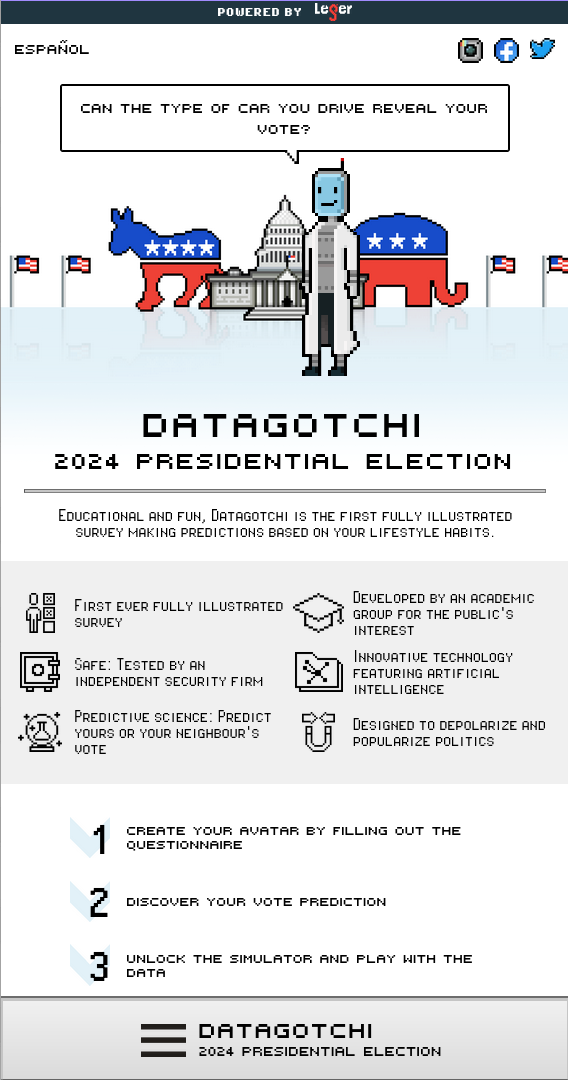 POWERED BY Leger
ESPAÑOL
CAN THE TYPE OF CAR YOU DRIVE REVEAL YOUR
VOTE?
DATAGOTCHI
2024 PRESIDENTIAL ELECTION
EDUCATIONAL AND FUN, DATAGOTCHI IS THE FIRST FULLY ILLUSTRATED
SURVEY MAKING PREDICTIONS BASED ON YOUR LIFESTYLE HABITS.
FIRST EVER FULLY ILLUSTRATED
SURVEY
DEVELOPED BY AN ACADEMIC
GROUP FOR THE PUBLIC'S
INTEREST
SAFE: TESTED BY AN
INDEPENDENT SECURITY FIRM
INNOVATIVE TECHNOLOGY
FEATURING ARTIFICIAL
INTELLIGENCE
PREDICTIVE SCIENCE: PREDICT
YOURS OR YOUR NEIGHBOUR'S
VOTE
DESIGNED TO DEPOLARIZE AND
POPULARIZE POLITICS
1 CREATE YOUR AVATAR BY FILLING OUT THE
QUESTIONNAIRE
2 DISCOVER YOUR VOTE PREDICTION
3 UNLOCK THE SIMULATOR AND PLAY WITH THE
DATA
DATAGOTCHI
2024 PRESIDENTIAL ELECTION